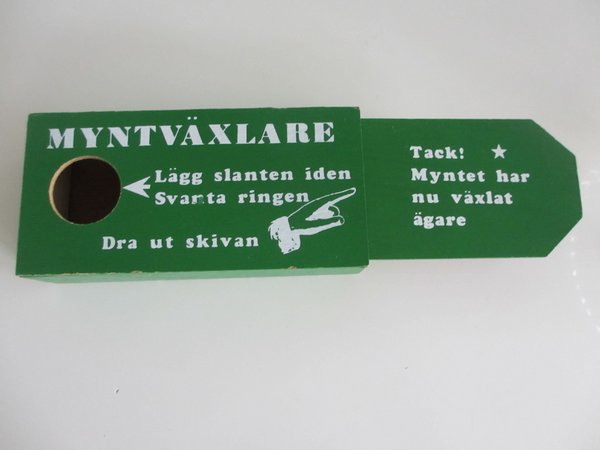 MYNTVÄXLARE
Lägg slanten iden
Svarta ringen
Dra ut skivan
Tack!
Myntet har
nu växlat
ägare